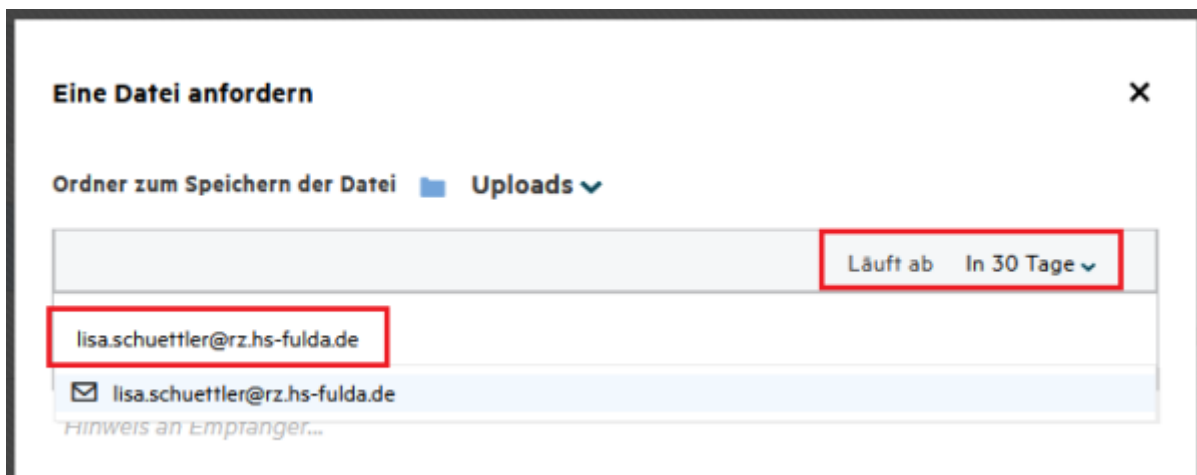 Eine Datei anfordern
Ordner zum Speichern der Datei Uploads
Läuft ab In 30 Tage
lisa.schuettler@rz.hs-fulda.de
lisa.schuettler@rz.hs-fulda.de
Hinweis an Empfänger...